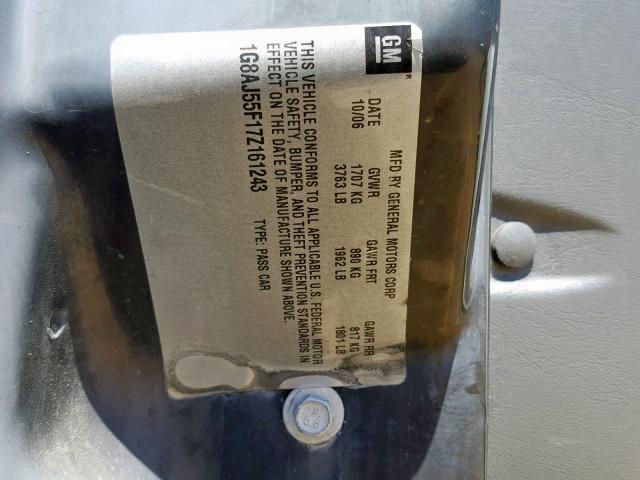 GM
MFD BY GENERAL MOTORS CORP
DATE GVWR GAWR FRT GAWR RR
10/06 1707 KG 890 KG 817 KG
3763 LB 1962 LB 1801 LB
THIS VEHICLE CONFORMS TO ALL APPLICABLE U.S. FEDERAL MOTOR
VEHICLE SAFETY, BUMPER, AND THEFT PREVENTION STANDARDS IN
EFFECT ON THE DATE OF MANUFACTURE SHOWN ABOVE.
1G8AJ55F17Z161243 TYPE: PASS CAR